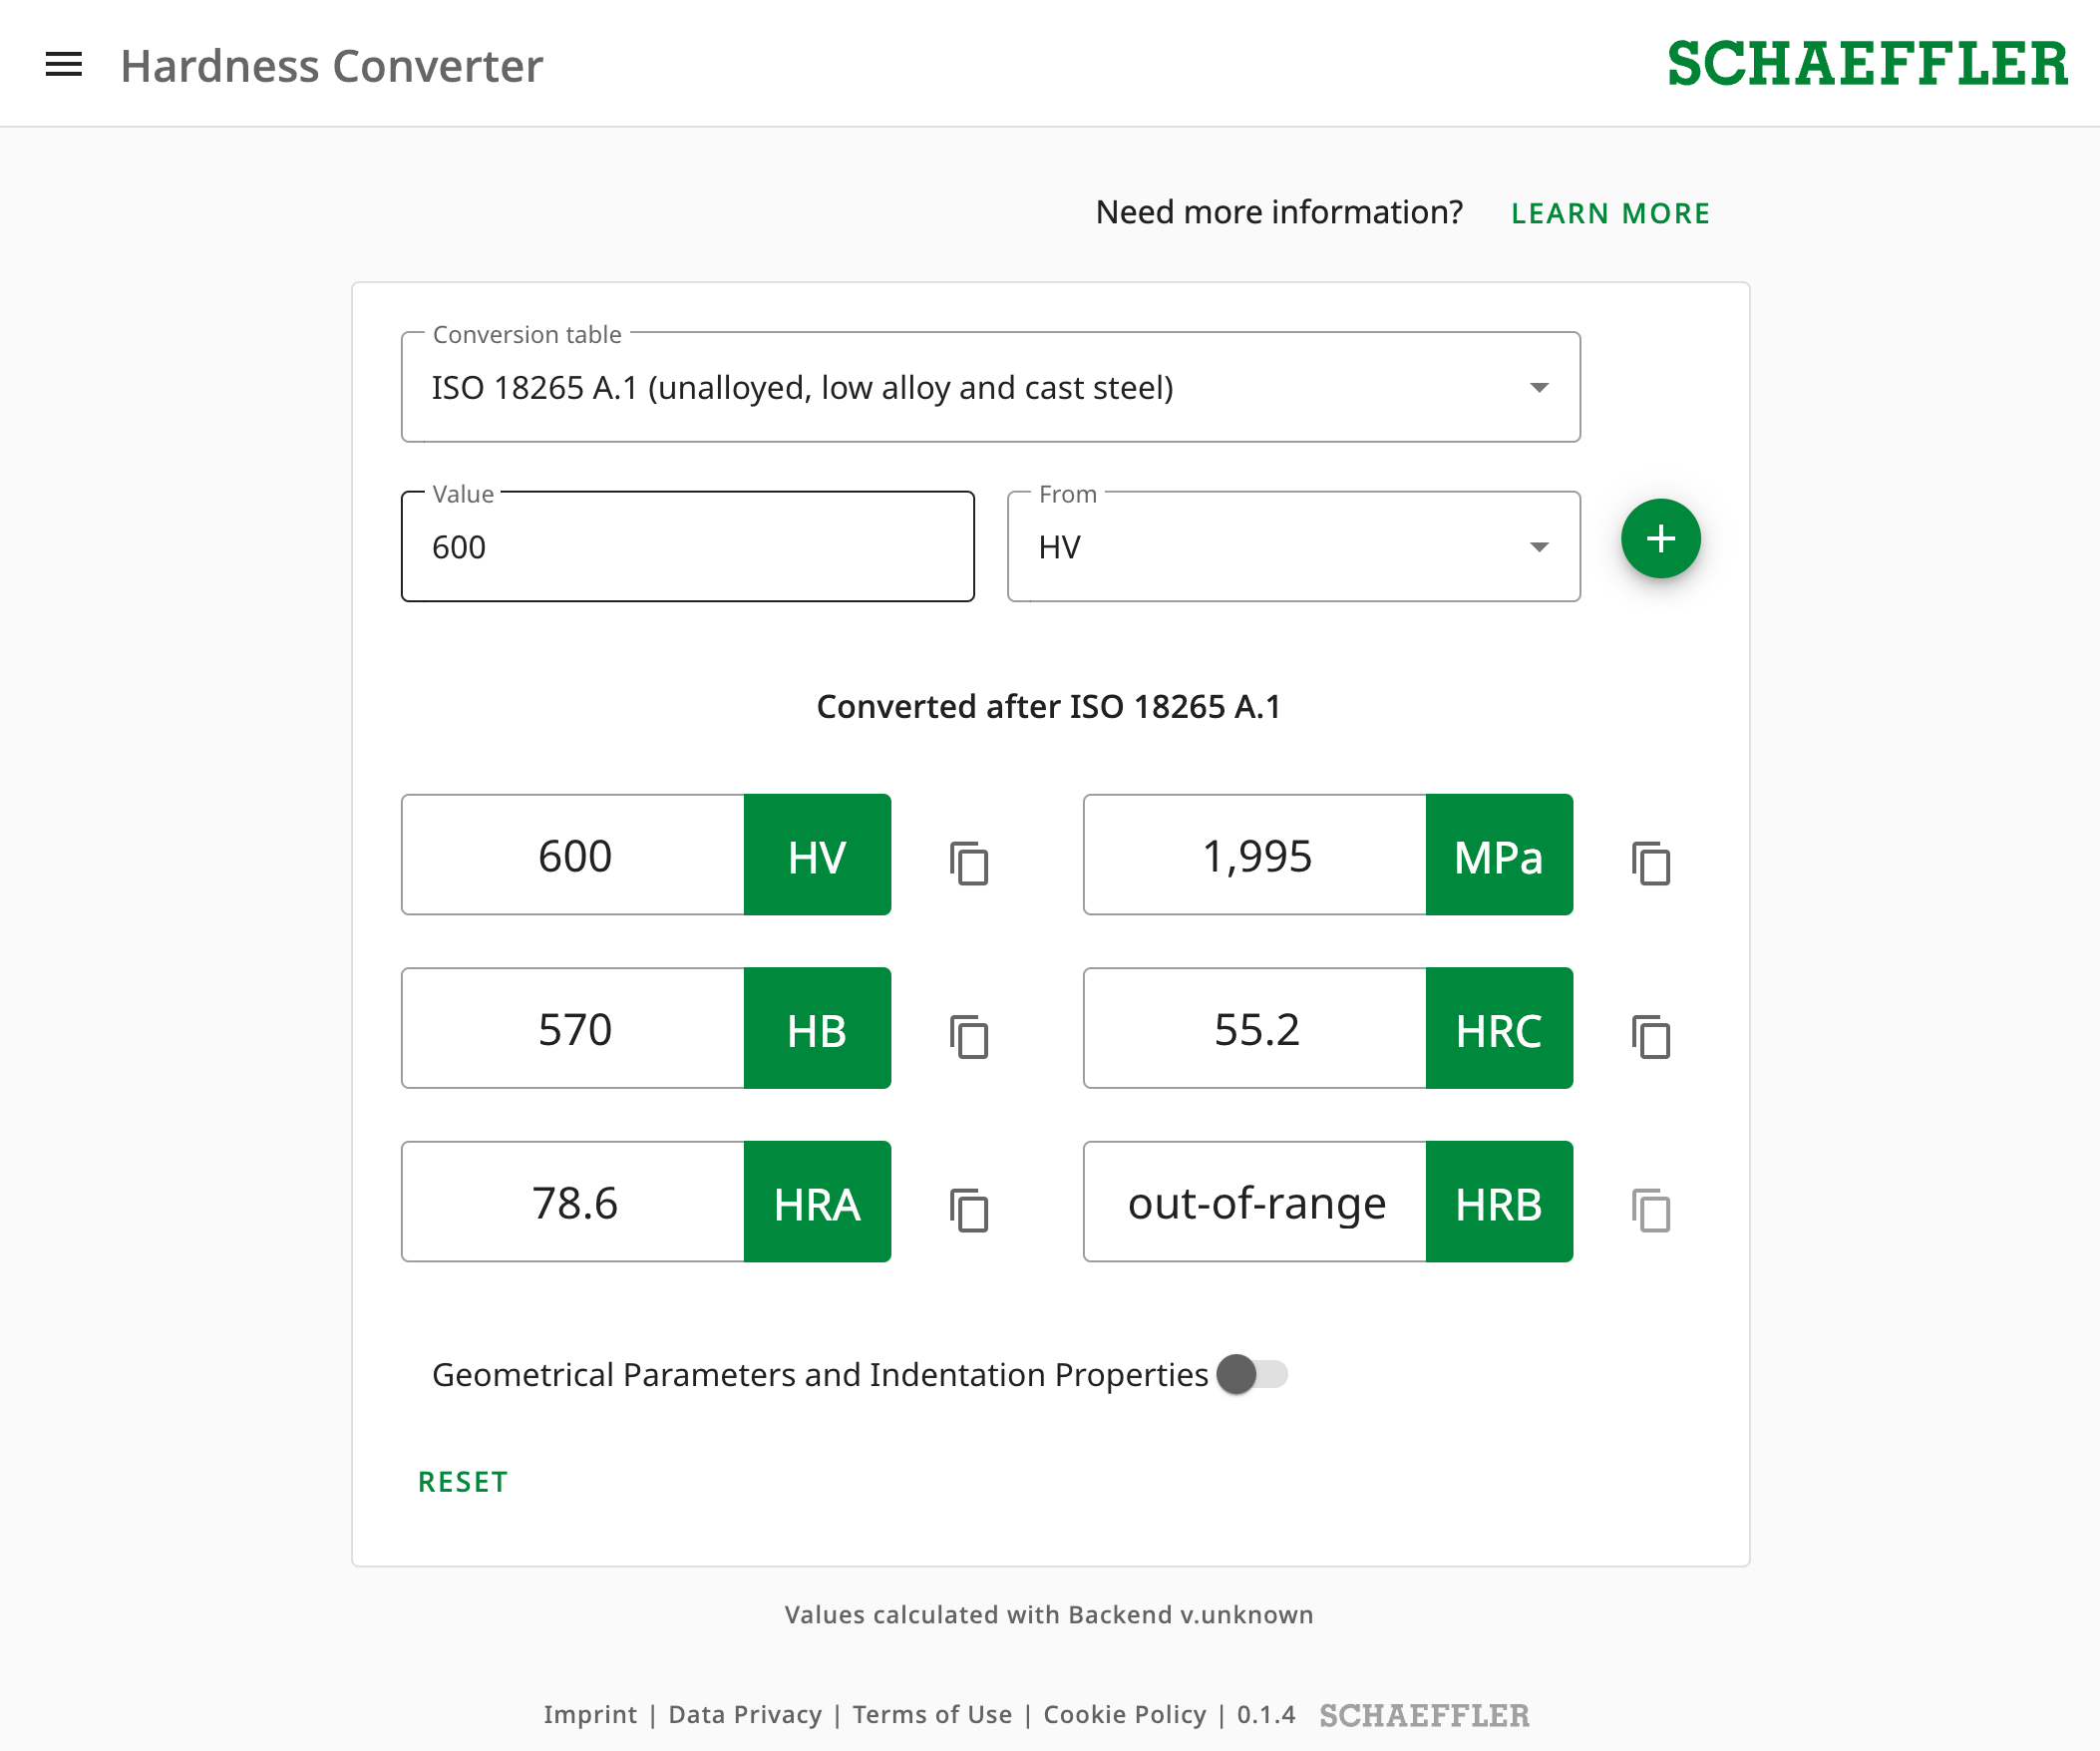 Hardness Converter
SCHAEFFLER
Need more information? LEARN MORE
Conversion table
ISO 18265 A.1 (unalloyed, low alloy and cast steel)
Value
600
From
HV
+
Converted after ISO 18265 A.1
600 HV
1,995 MPa
570 HB
55.2 HRC
78.6 HRA
out-of-range HRB
Geometrical Parameters and Indentation Properties
RESET
Values calculated with Backend v.unknown
Imprint | Data Privacy | Terms of Use | Cookie Policy | 0.1.4 SCHAEFFLER